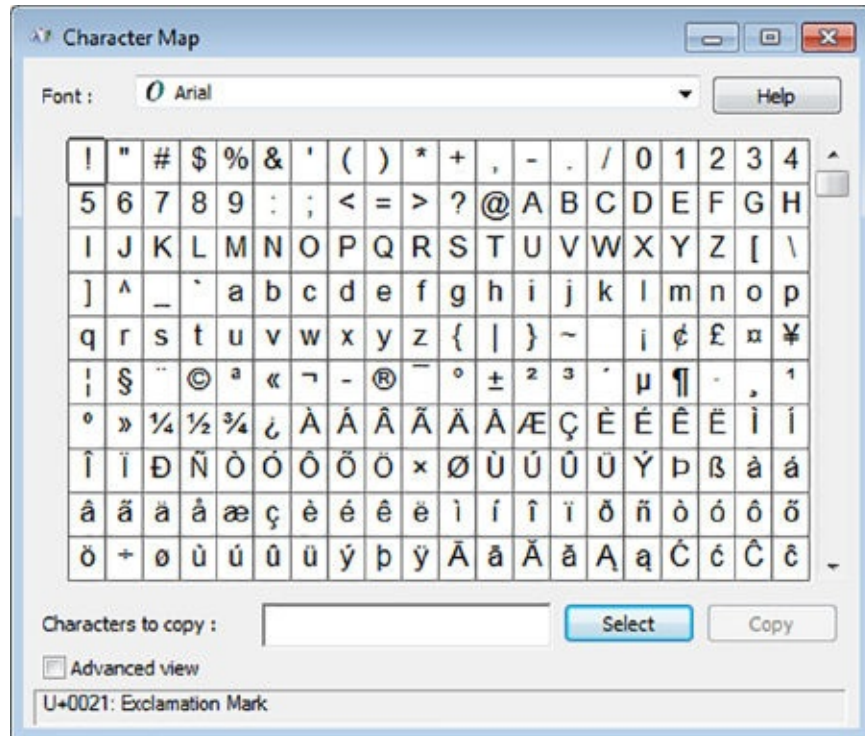 Character Map
Font : O Arial Help
! " # $ % & ' ( ) * + , - . / 0 1 2 3 4
5 6 7 8 9 : ; < = > ? @ A B C D E F G H
I J K L M N O P Q R S T U V W X Y Z [ \
] ^ _ ` a b c d e f g h i j k l m n o p
q r s t u v w x y z { | } ~ ¡ ¢ £ ¤ ¥
¦ § ¨ © ª « ¬ - ® ¯ ° ± ² ³ ´ µ ¶ · ¸ ¹
º » ¼ ½ ¾ ¿ À Á Â Ã Ä Å Æ Ç È É Ê Ë Ì Í
Î Ï Ð Ñ Ò Ó Ô Õ Ö × Ø Ù Ú Û Ü Ý Þ ß à á
â ã ä å æ ç è é ê ë ì í î ï ð ñ ò ó ô õ
ö ÷ ø ù ú û ü ý þ ÿ Ā ā Ă ă Ą ą Ć ć Ĉ ĉ
Characters to copy : Select Copy
Advanced view
U+0021: Exclamation Mark